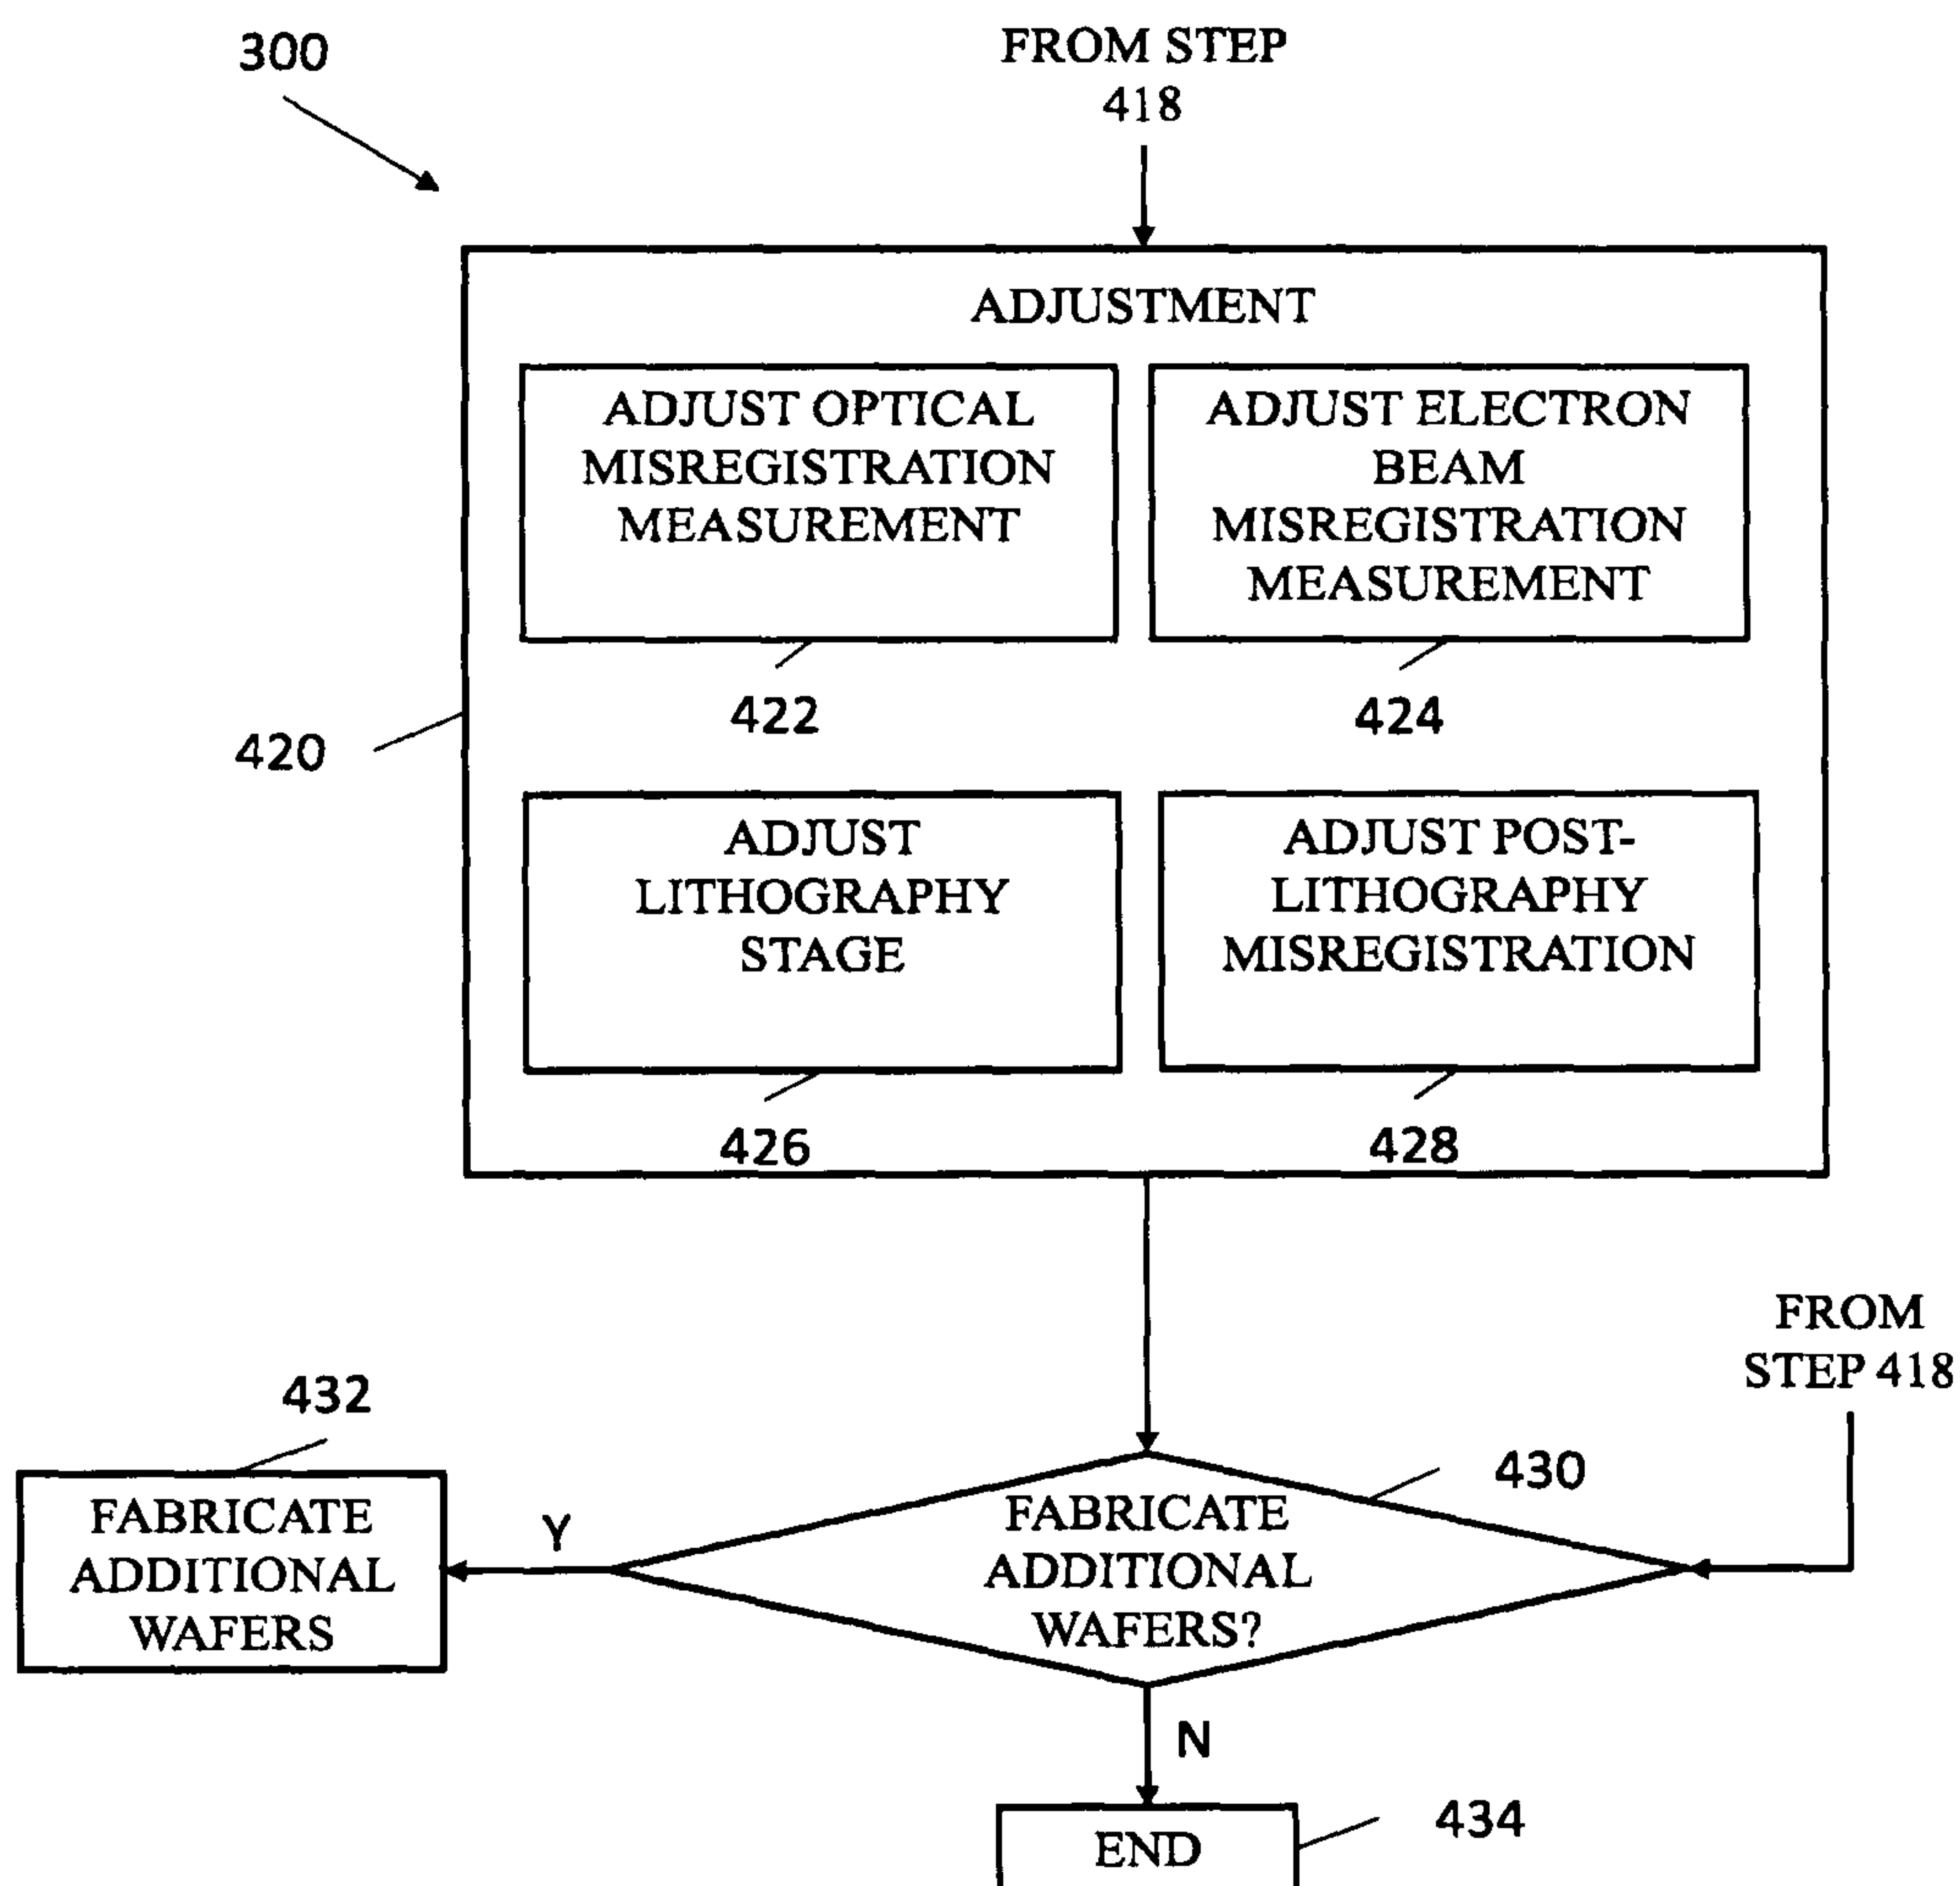 300
FROM STEP
418
ADJUSTMENT
ADJUST OPTICAL
MISREGISTRATION
MEASUREMENT
ADJUST ELECTRON
BEAM
MISREGISTRATION
MEASUREMENT
422
424
420
ADJUST
LITHOGRAPHY
STAGE
ADJUST POST-
LITHOGRAPHY
MISREGISTRATION
426
428
FROM
STEP 418
432
430
FABRICATE
ADDITIONAL
WAFERS
Y
FABRICATE
ADDITIONAL
WAFERS?
N
END
434